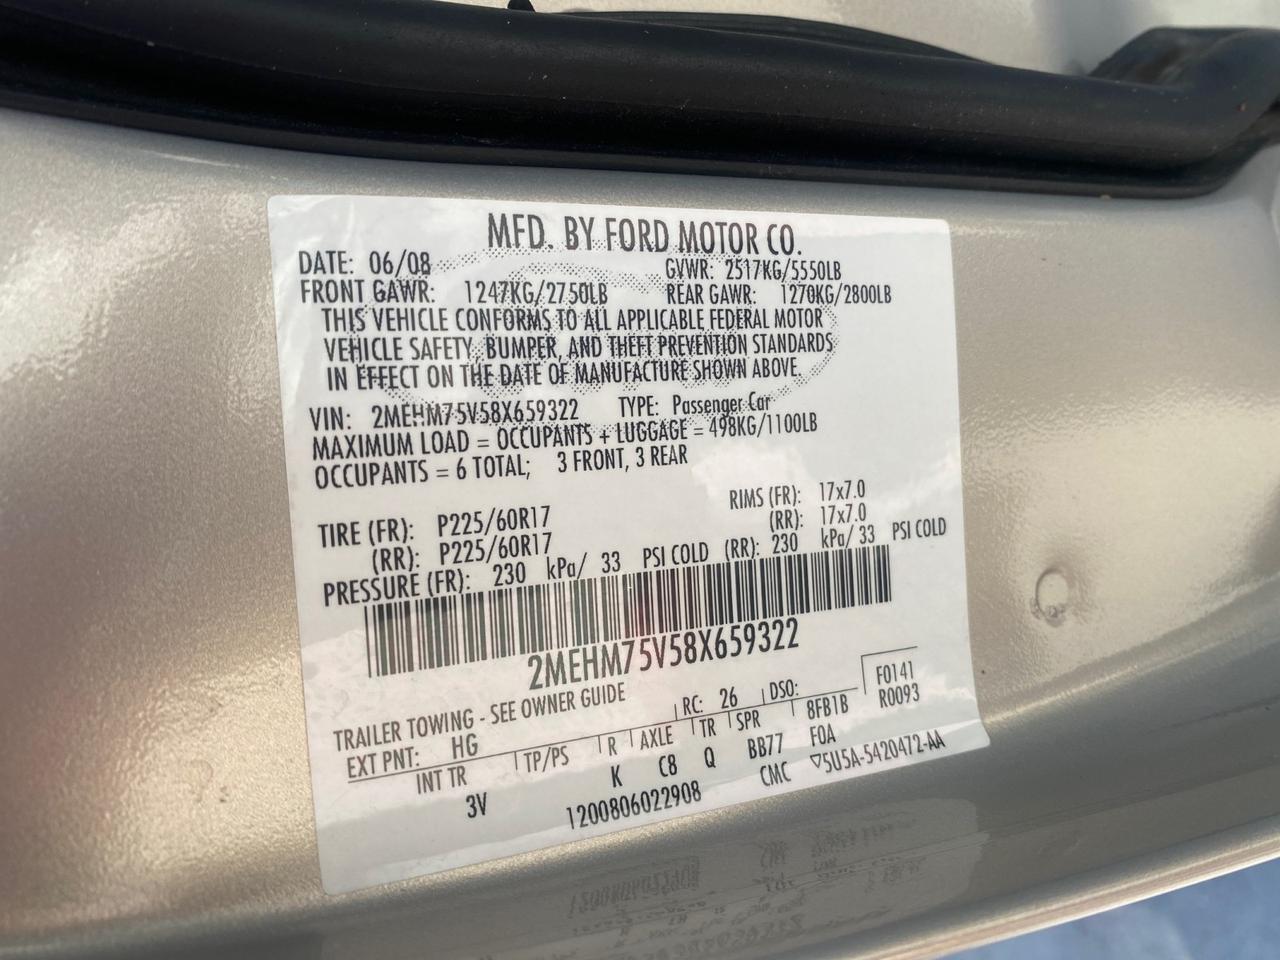 MFD. BY FORD MOTOR CO.
DATE: 06/08 GVWR: 2517KG/5550LB
FRONT GAWR: 1247KG/2750LB REAR GAWR: 1270KG/2800LB
THIS VEHICLE CONFORMS TO ALL APPLICABLE FEDERAL MOTOR
VEHICLE SAFETY, BUMPER, AND THEFT PREVENTION STANDARDS
IN EFFECT ON THE DATE OF MANUFACTURE SHOWN ABOVE.
VIN: 2MEHM75V58X659322 TYPE: Passenger Car
MAXIMUM LOAD = OCCUPANTS + LUGGAGE = 498KG/1100LB
OCCUPANTS = 6 TOTAL; 3 FRONT, 3 REAR
TIRE (FR): P225/60R17 RIMS (FR): 17x7.0
(RR): P225/60R17 (RR): 17x7.0
PRESSURE (FR): 230 kPa/ 33 PSI COLD (RR): 230 kPa/ 33 PSI COLD
2MEHM75V58X659322
TRAILER TOWING - SEE OWNER GUIDE
F0141
EXT PNT: HG RC: 26 DSO: R0093
INT TR TP/PS R AXLE TR SPR 8FB1B
3V K C8 Q BB77 FOA
1200806022908 CMC ▽5U5A-5420472-AA